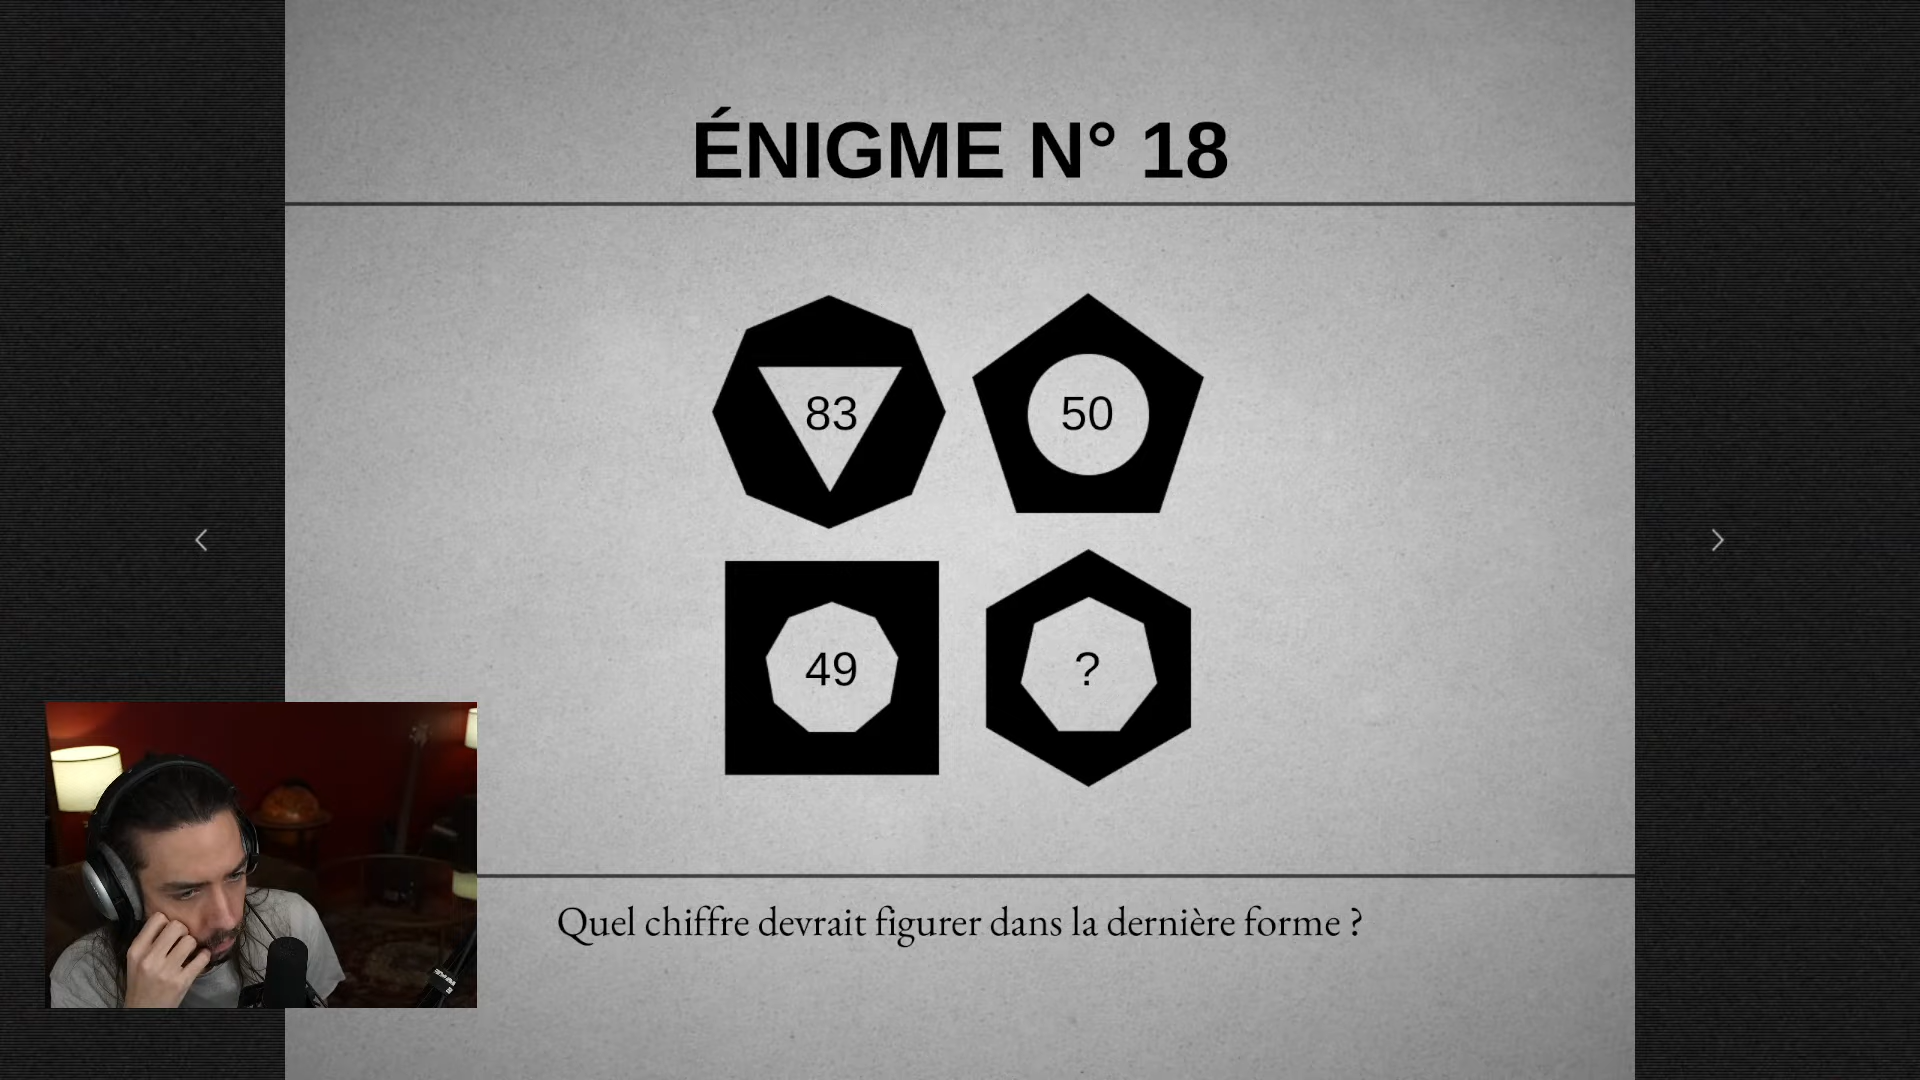 ÉNIGME N° 18
83
50
49
?
Quel chiffre devrait figurer dans la dernière forme ?